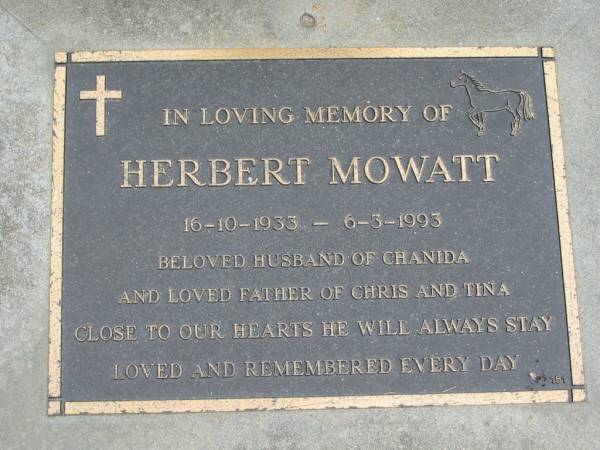 IN LOVING MEMORY OF
HERBERT MOWATT
16-10-1933 - 6-3-1993
BELOVED HUSBAND OF CHANIDA
AND LOVED FATHER OF CHRIS AND TINA
CLOSE TO OUR HEARTS HE WILL ALWAYS STAY
LOVED AND REMEMBERED EVERY DAY